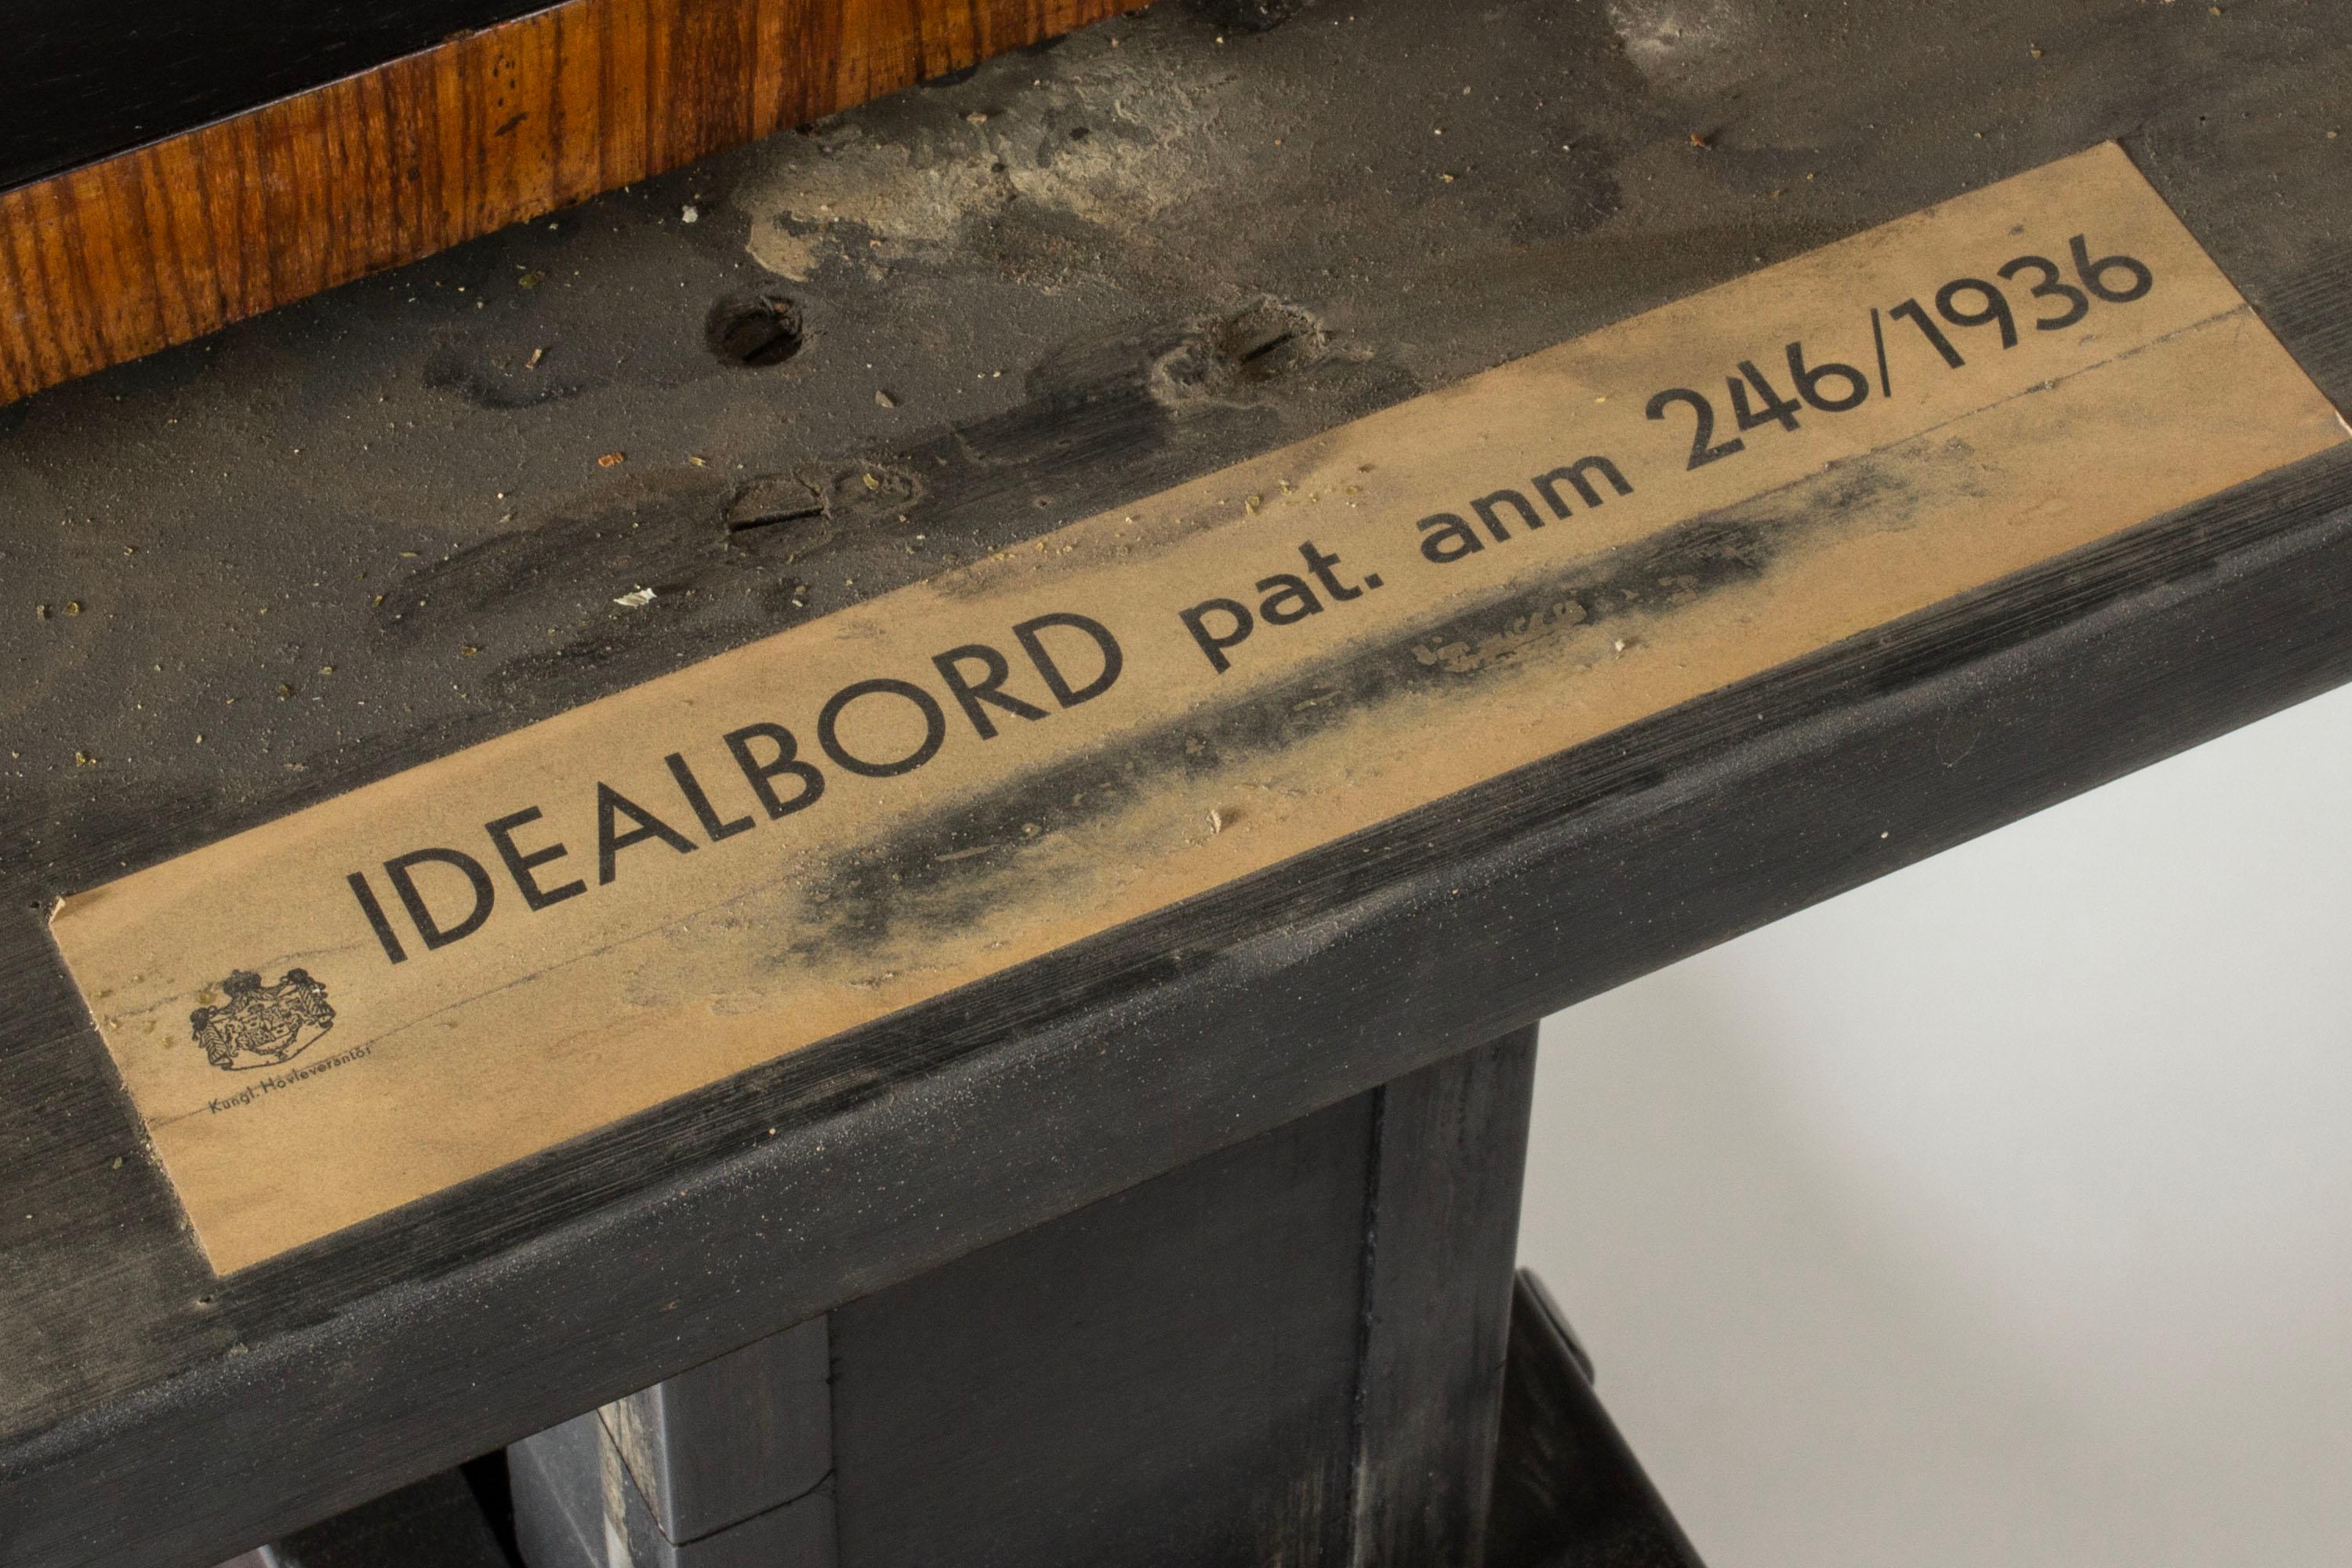 IDEALBORD pat. anm 246/1936
Kungl. Hovleverantör